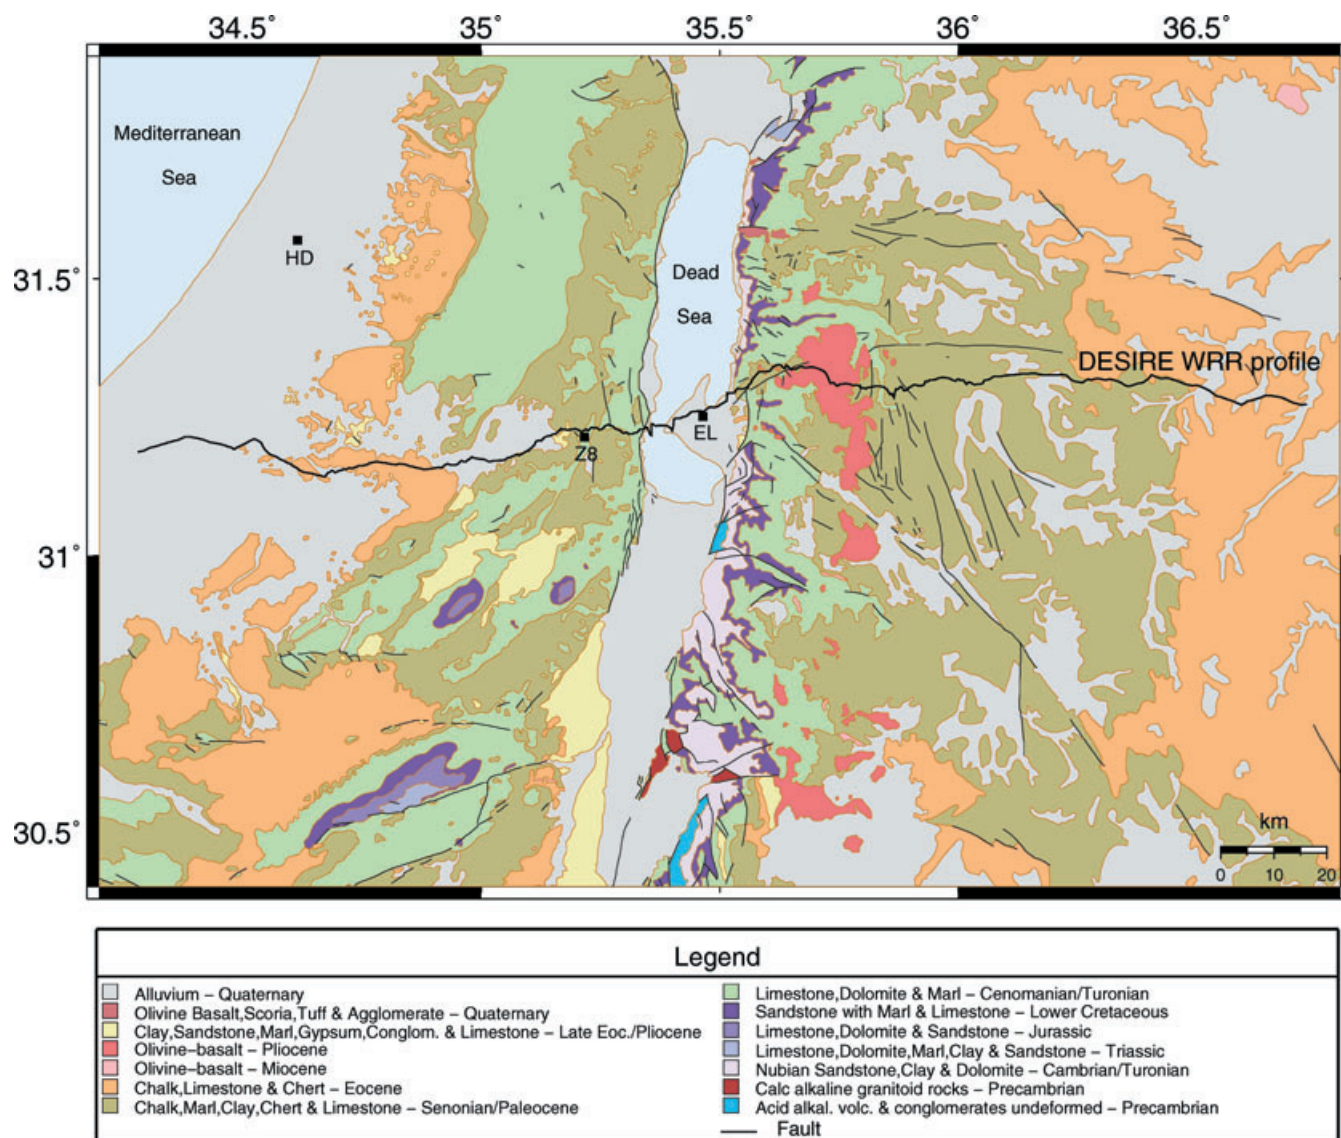 34.5° 35° 35.5° 36° 36.5°
Mediterranean
Sea
HD
31.5°
Dead
Sea
DESIRE WRR profile
EL
Z8
31°
30.5°
km
0 10 20
Legend
Alluvium – Quaternary
Olivine Basalt,Scoria,Tuff & Agglomerate – Quaternary
Clay,Sandstone,Marl,Gypsum,Conglom. & Limestone – Late Eoc./Pliocene
Olivine–basalt – Pliocene
Olivine–basalt – Miocene
Chalk,Limestone & Chert – Eocene
Chalk,Marl,Clay,Chert & Limestone – Senonian/Paleocene
Limestone,Dolomite & Marl – Cenomanian/Turonian
Sandstone with Marl & Limestone – Lower Cretaceous
Limestone,Dolomite & Sandstone – Jurassic
Limestone,Dolomite,Marl,Clay & Sandstone – Triassic
Nubian Sandstone,Clay & Dolomite – Cambrian/Turonian
Calc alkaline granitoid rocks – Precambrian
Acid alkal. volc. & conglomerates undeformed – Precambrian
Fault